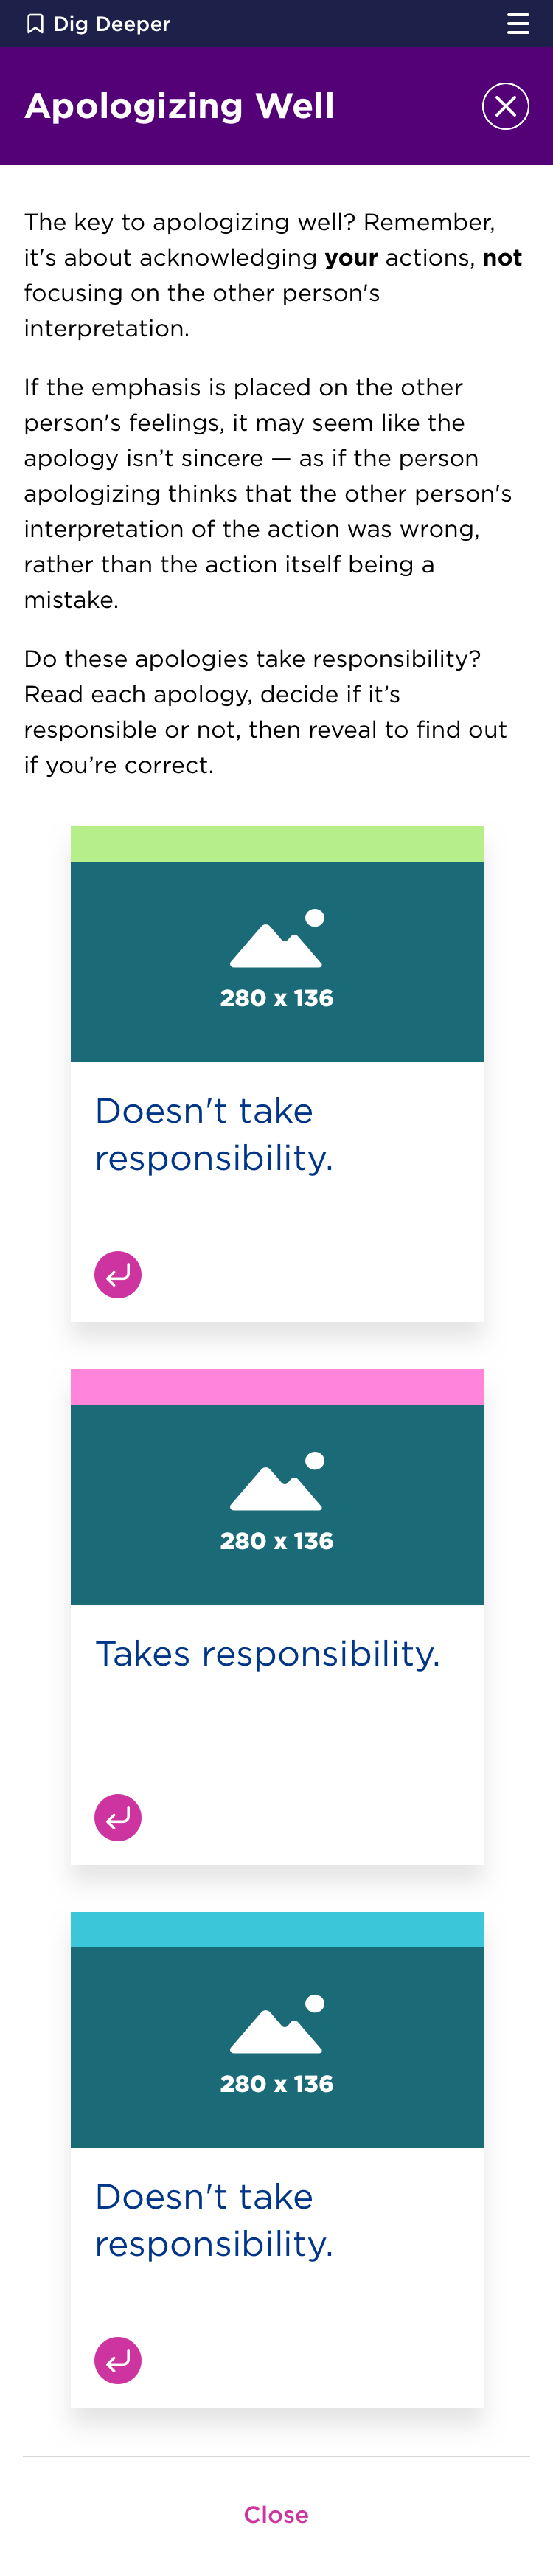 Dig Deeper
Apologizing Well
The key to apologizing well? Remember,
it's about acknowledging your actions, not
focusing on the other person's
interpretation.
If the emphasis is placed on the other
person's feelings, it may seem like the
apology isn’t sincere — as if the person
apologizing thinks that the other person's
interpretation of the action was wrong,
rather than the action itself being a
mistake.
Do these apologies take responsibility?
Read each apology, decide if it’s
responsible or not, then reveal to find out
if you’re correct.
280 x 136
Doesn't take
responsibility.
280 x 136
Takes responsibility.
280 x 136
Doesn't take
responsibility.
Close